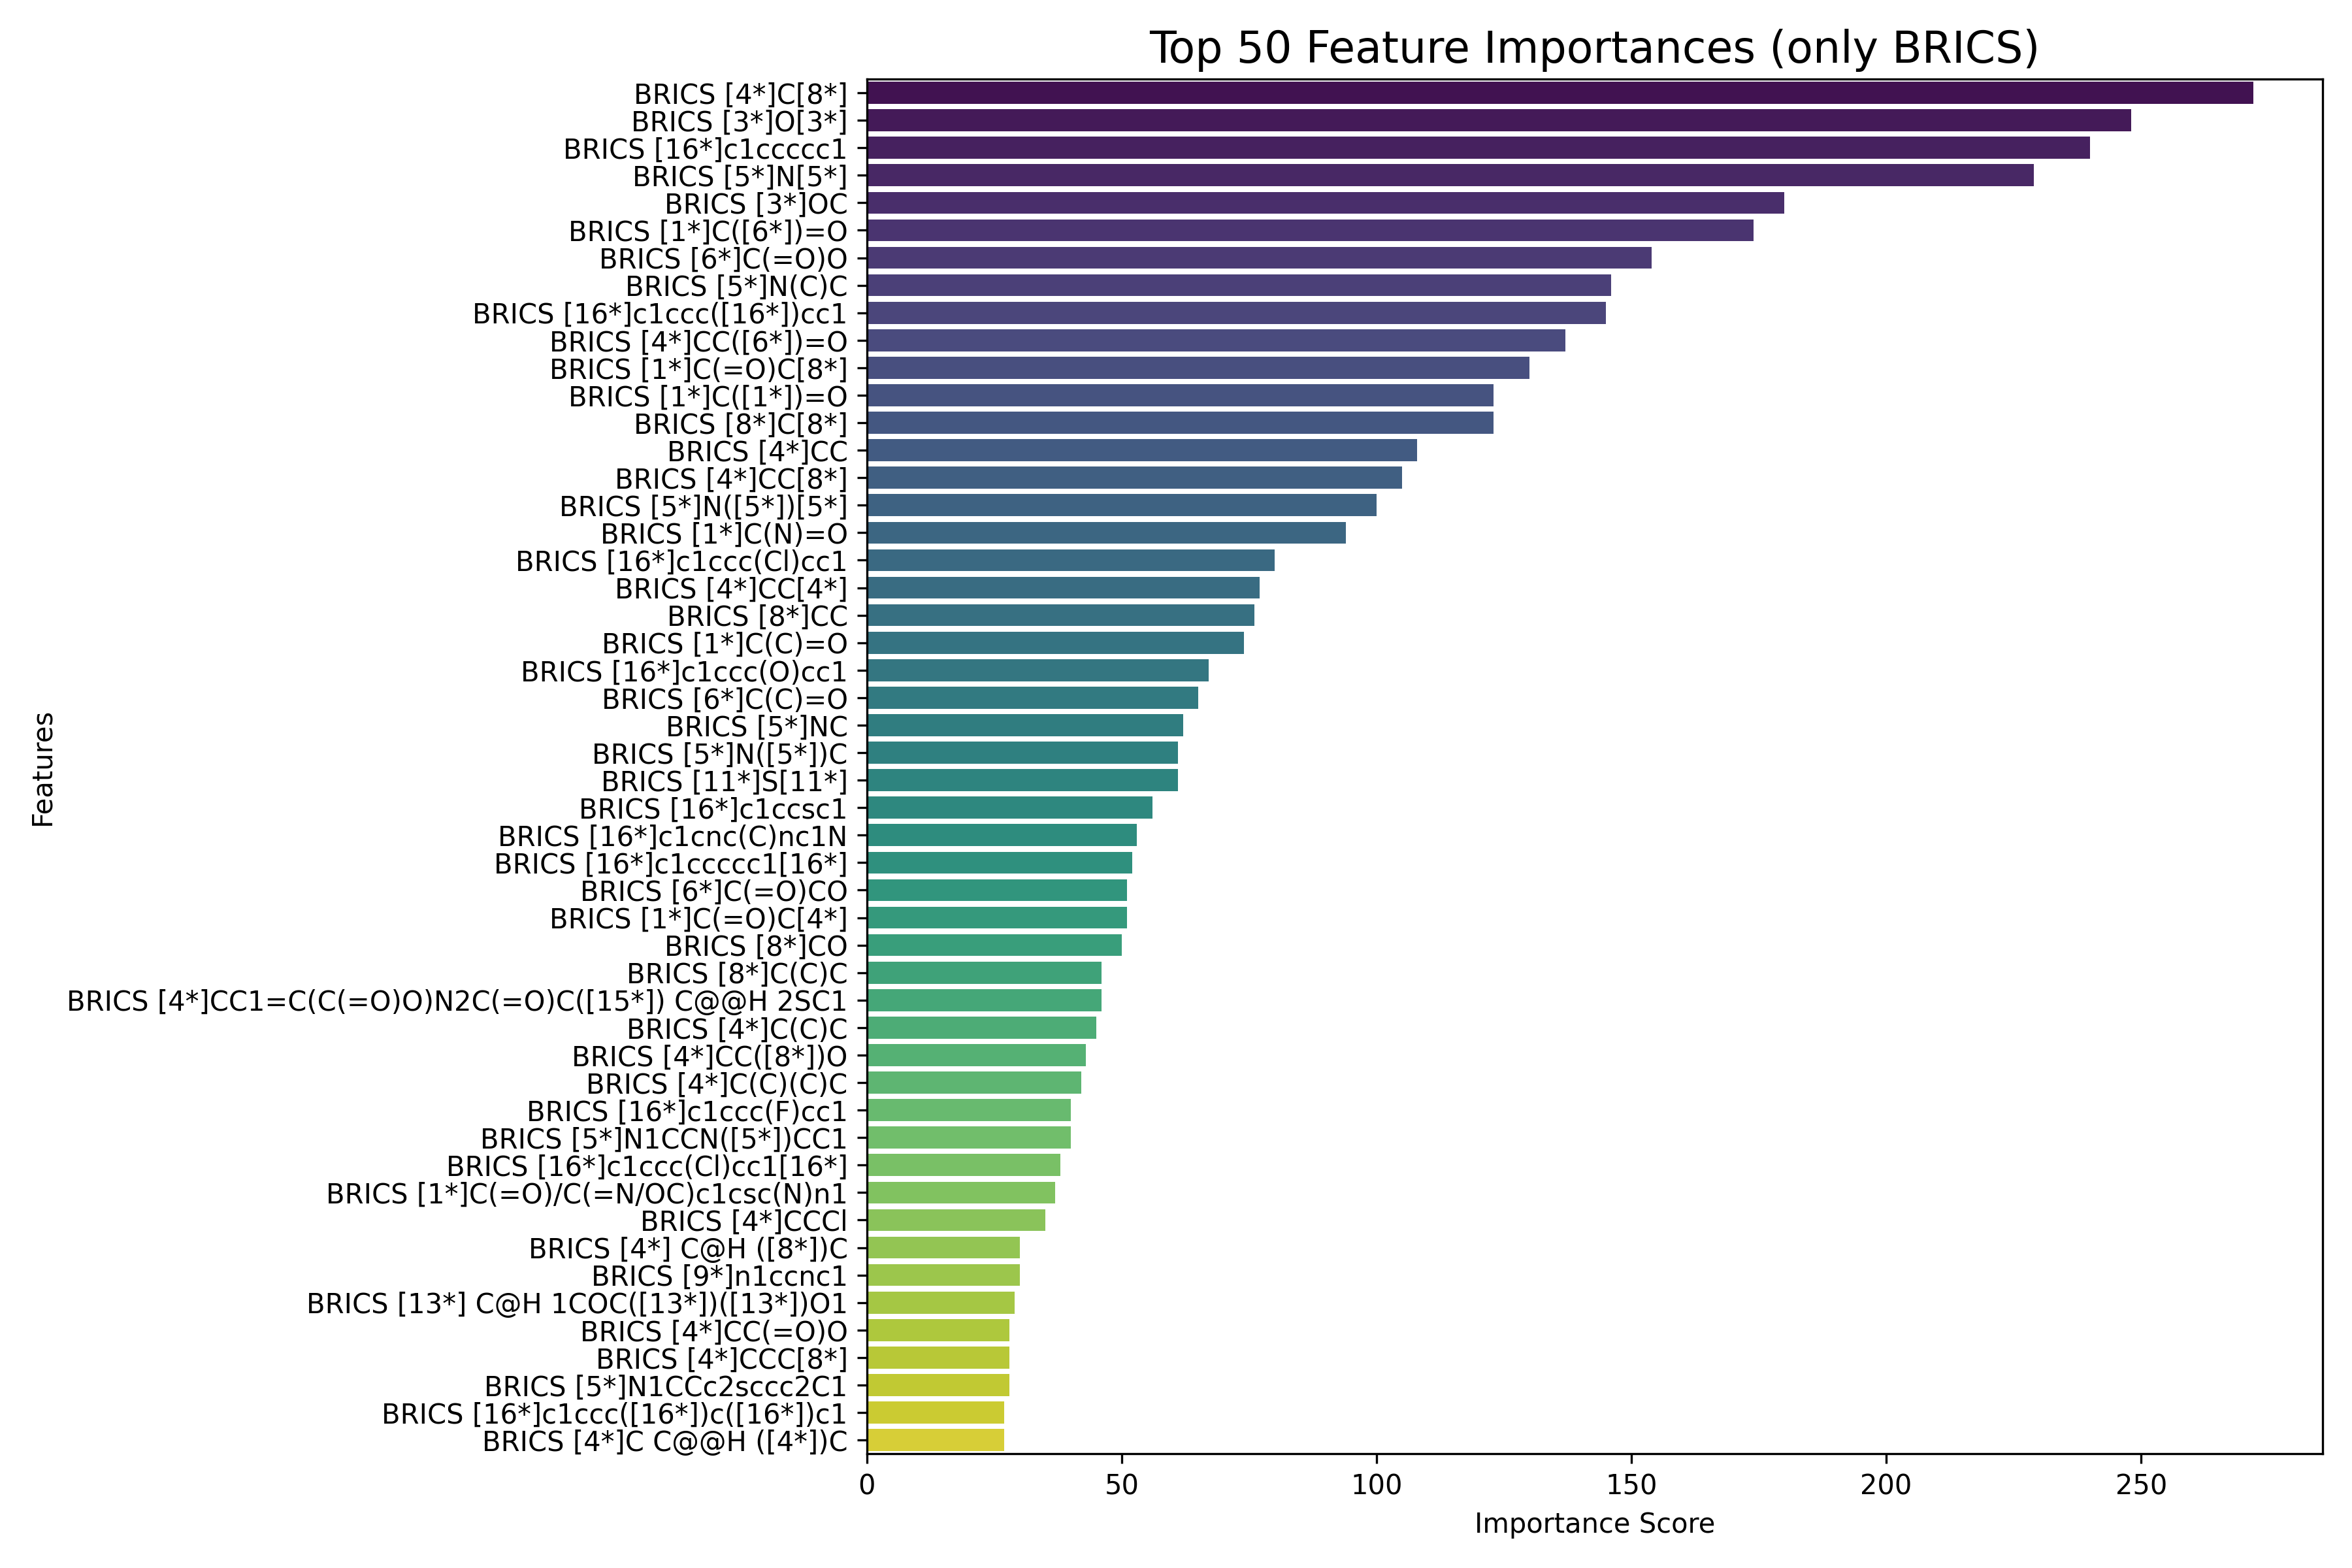 Top 50 Feature Importances (only BRICS)
BRICS [4*]C[8*]
BRICS [3*]O[3*]
BRICS [16*]c1ccccc1
BRICS [5*]N[5*]
BRICS [3*]OC
BRICS [1*]C([6*])=O
BRICS [6*]C(=O)O
BRICS [5*]N(C)C
BRICS [16*]c1ccc([16*])cc1
BRICS [4*]CC([6*])=O
BRICS [1*]C(=O)C[8*]
BRICS [1*]C([1*])=O
BRICS [8*]C[8*]
BRICS [4*]CC
BRICS [4*]CC[8*]
BRICS [5*]N([5*])[5*]
BRICS [1*]C(N)=O
BRICS [16*]c1ccc(Cl)cc1
BRICS [4*]CC[4*]
BRICS [8*]CC
BRICS [1*]C(C)=O
BRICS [16*]c1ccc(O)cc1
BRICS [6*]C(C)=O
BRICS [5*]NC
BRICS [5*]N([5*])C
BRICS [11*]S[11*]
BRICS [16*]c1ccsc1
BRICS [16*]c1cnc(C)nc1N
BRICS [16*]c1ccccc1[16*]
BRICS [6*]C(=O)CO
BRICS [1*]C(=O)C[4*]
BRICS [8*]CO
BRICS [8*]C(C)C
BRICS [4*]CC1=C(C(=O)O)N2C(=O)C([15*]) C@@H 2SC1
BRICS [4*]C(C)C
BRICS [4*]CC([8*])O
BRICS [4*]C(C)(C)C
BRICS [16*]c1ccc(F)cc1
BRICS [5*]N1CCN([5*])CC1
BRICS [16*]c1ccc(Cl)cc1[16*]
BRICS [1*]C(=O)/C(=N/OC)c1csc(N)n1
BRICS [4*]CCCl
BRICS [4*] C@H ([8*])C
BRICS [9*]n1ccnc1
BRICS [13*] C@H 1COC([13*])([13*])O1
BRICS [4*]CC(=O)O
BRICS [4*]CCC[8*]
BRICS [5*]N1CCc2sccc2C1
BRICS [16*]c1ccc([16*])c([16*])c1
BRICS [4*]C C@@H ([4*])C
Features
0 50 100 150 200 250
Importance Score